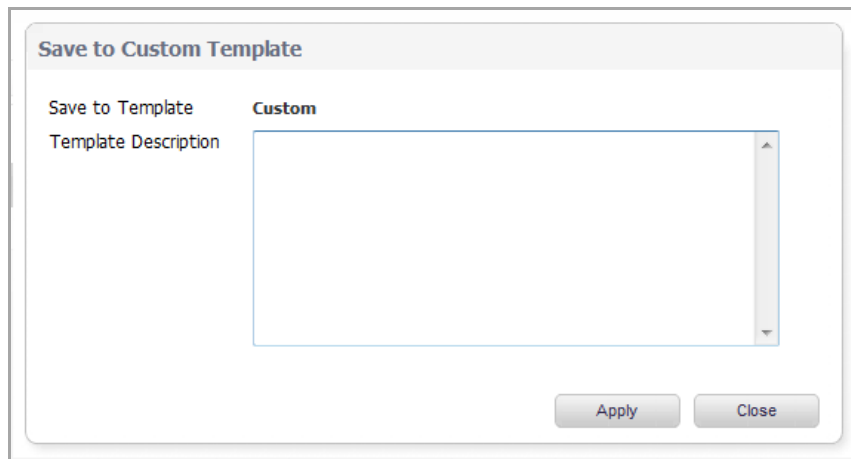 Save to Custom Template
Save to Template Custom
Template Description
Apply Close